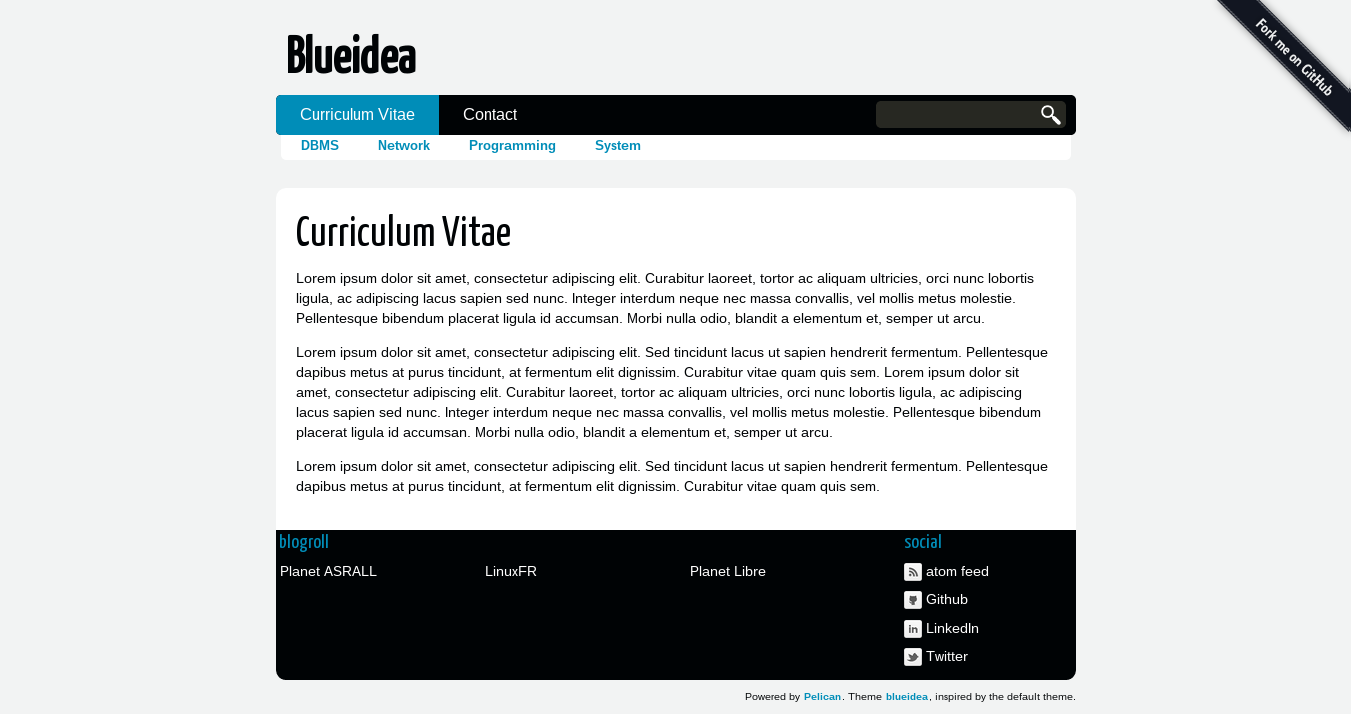 Blueidea
Fork me on GitHub
Curriculum Vitae Contact
DBMS Network Programming System
Curriculum Vitae
Lorem ipsum dolor sit amet, consectetur adipiscing elit. Curabitur laoreet, tortor ac aliquam ultricies, orci nunc lobortis
ligula, ac adipiscing lacus sapien sed nunc. Integer interdum neque nec massa convallis, vel mollis metus molestie.
Pellentesque bibendum placerat ligula id accumsan. Morbi nulla odio, blandit a elementum et, semper ut arcu.
Lorem ipsum dolor sit amet, consectetur adipiscing elit. Sed tincidunt lacus ut sapien hendrerit fermentum. Pellentesque
dapibus metus at purus tincidunt, at fermentum elit dignissim. Curabitur vitae quam quis sem. Lorem ipsum dolor sit
amet, consectetur adipiscing elit. Curabitur laoreet, tortor ac aliquam ultricies, orci nunc lobortis ligula, ac adipiscing
lacus sapien sed nunc. Integer interdum neque nec massa convallis, vel mollis metus molestie. Pellentesque bibendum
placerat ligula id accumsan. Morbi nulla odio, blandit a elementum et, semper ut arcu.
Lorem ipsum dolor sit amet, consectetur adipiscing elit. Sed tincidunt lacus ut sapien hendrerit fermentum. Pellentesque
dapibus metus at purus tincidunt, at fermentum elit dignissim. Curabitur vitae quam quis sem.
blogroll social
Planet ASRALL LinuxFR Planet Libre atom feed
Github
LinkedIn
Twitter
Powered by Pelican. Theme blueidea, inspired by the default theme.